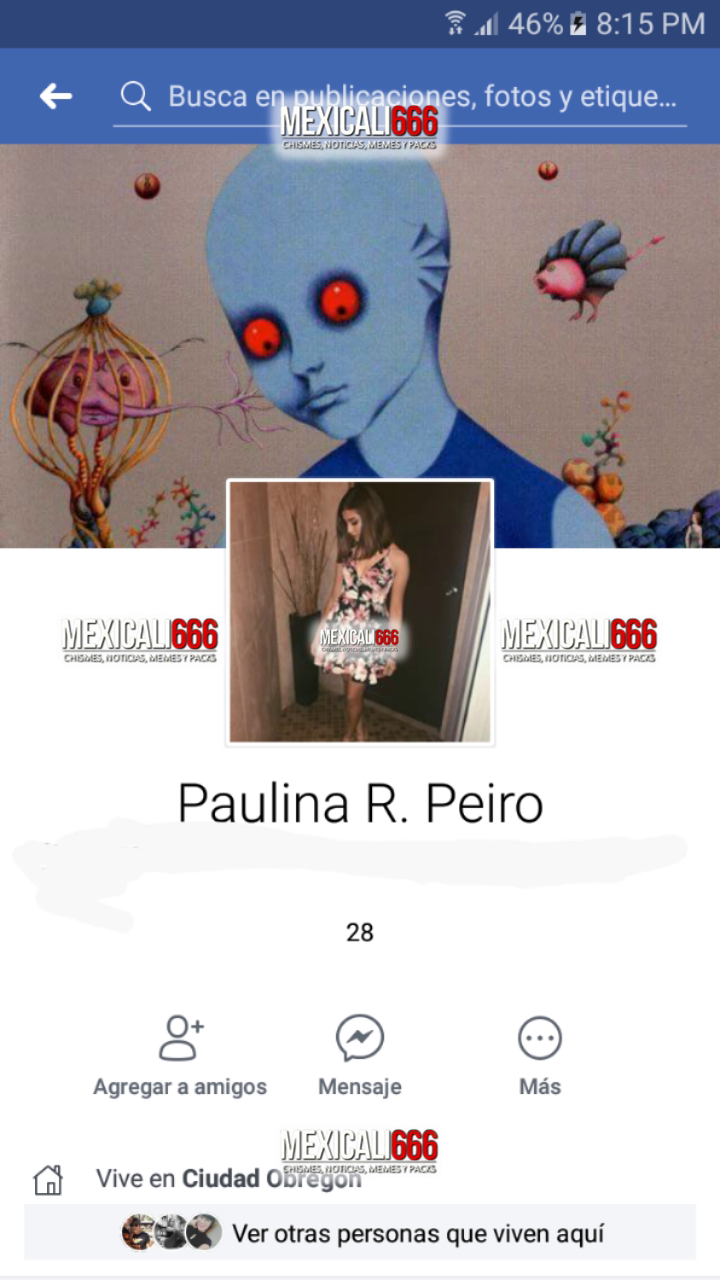 46% 8:15 PM
Busca en publicaciones, fotos y etique...
MEXICALI666
CHISMES, NOTICIAS, MEMES Y PACKS
MEXICALI666
CHISMES, NOTICIAS, MEMES Y PACKS
MEXICALI666
CHISMES, NOTICIAS, MEMES Y PACKS
MEXICALI666
CHISMES, NOTICIAS, MEMES Y PACKS
Paulina R. Peiro
28
Agregar a amigos Mensaje Más
MEXICALI666
CHISMES, NOTICIAS, MEMES Y PACKS
Vive en Ciudad Obregón
Ver otras personas que viven aquí